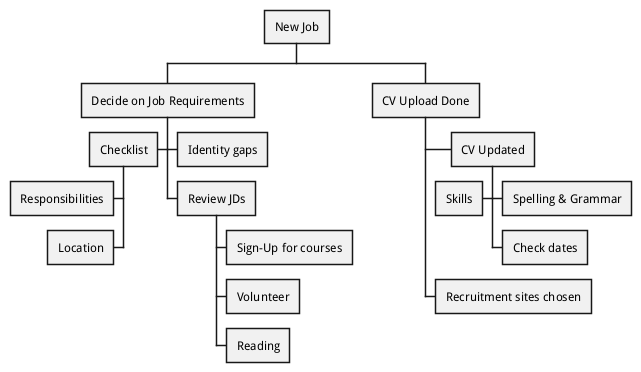 New Job
Decide on Job Requirements
CV Upload Done
Checklist
Identity gaps
CV Updated
Responsibilities
Review JDs
Skills
Spelling & Grammar
Location
Sign-Up for courses
Check dates
Volunteer
Recruitment sites chosen
Reading